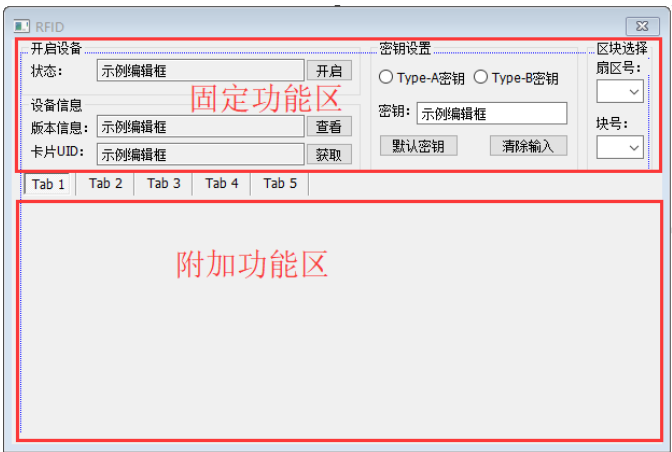 RFID
开启设备
状态： 示例编辑框 开启
设备信息
版本信息： 示例编辑框 查看
卡片UID： 示例编辑框 获取
固定功能区
密钥设置
Type-A密钥 Type-B密钥
密钥： 示例编辑框
默认密钥 清除输入
区块选择
扇区号：
块号：
Tab 1 Tab 2 Tab 3 Tab 4 Tab 5
附加功能区